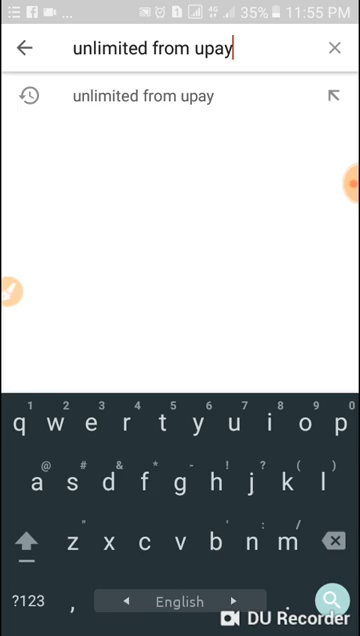 35% 11:55 PM
unlimited from upay
unlimited from upay
1 2 3 4 5 6 7 8 9 0
q w e r t y u i o p
@ # & * - ! ? ( )
a s d f g h j k l
" ' : /
z x c v b n m
?123 , English .
DU Recorder